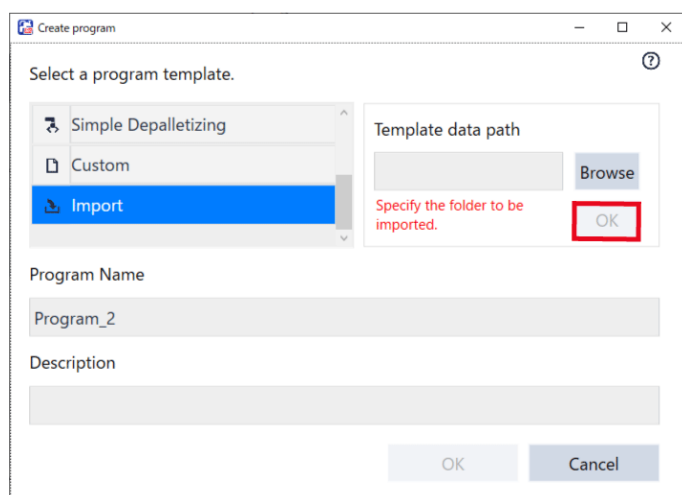 Create program
Select a program template.
Simple Depalletizing
Custom
Import
Template data path
Browse
Specify the folder to be
imported.
OK
Program Name
Program_2
Description
OK
Cancel